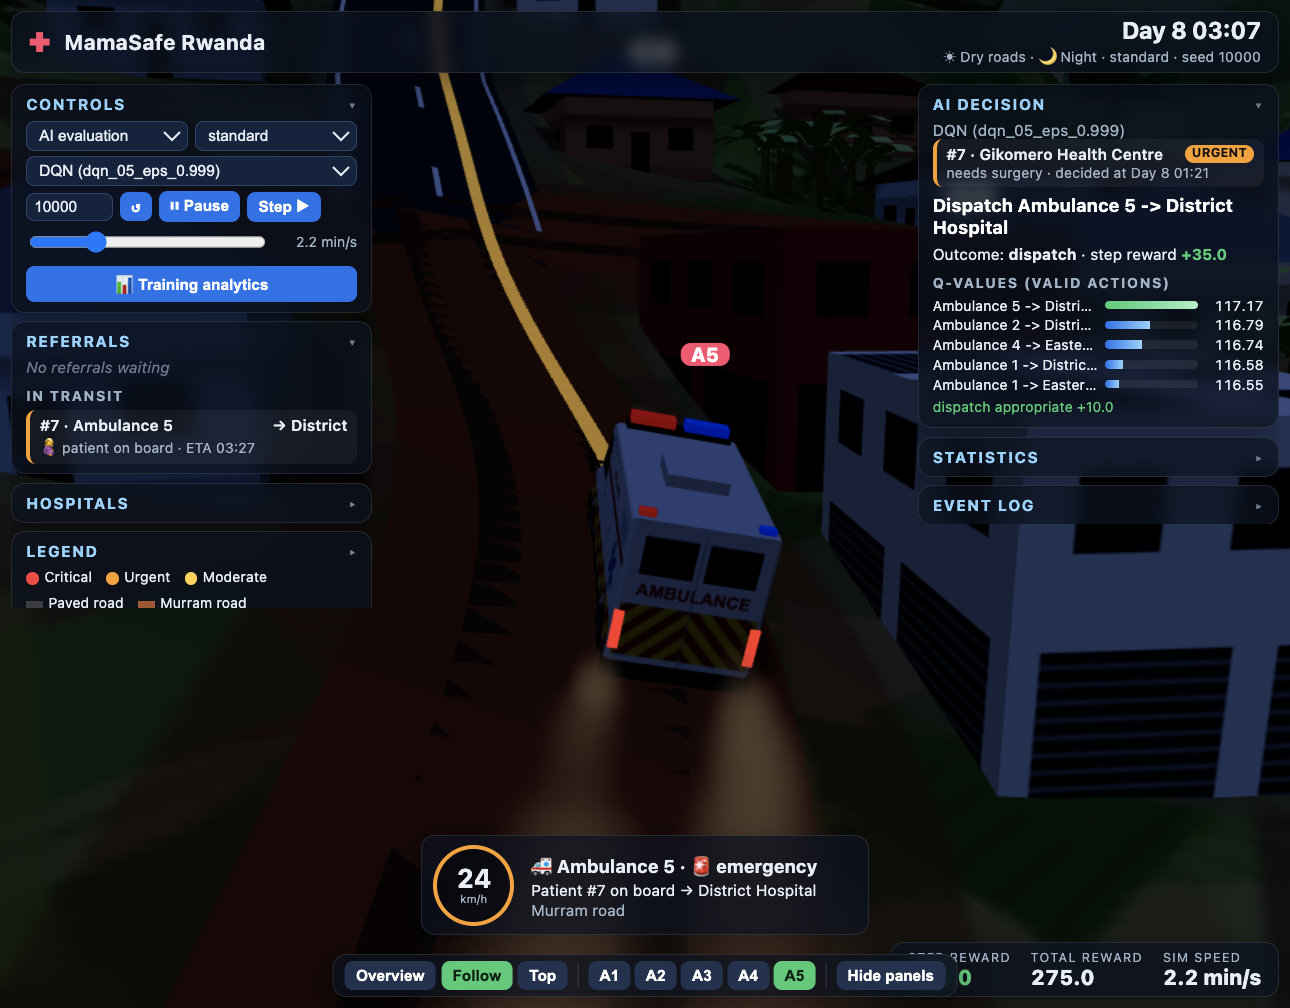 MamaSafe Rwanda
Day 8 03:07
☀ Dry roads · 🌙 Night · standard · seed 10000
CONTROLS
AI evaluation
standard
DQN (dqn_05_eps_0.999)
10000
↺
Pause
Step ▶
2.2 min/s
📊 Training analytics
REFERRALS
No referrals waiting
IN TRANSIT
#7 · Ambulance 5 → District
🤰 patient on board · ETA 03:27
HOSPITALS
LEGEND
Critical Urgent Moderate
Paved road Murram road
AI DECISION
DQN (dqn_05_eps_0.999)
#7 · Gikomero Health Centre URGENT
needs surgery · decided at Day 8 01:21
Dispatch Ambulance 5 -> District
Hospital
Outcome: dispatch · step reward +35.0
Q-VALUES (VALID ACTIONS)
Ambulance 5 -> Distri... 117.17
Ambulance 2 -> Distri... 116.79
Ambulance 4 -> Easte... 116.74
Ambulance 1 -> Distric... 116.58
Ambulance 1 -> Easter... 116.55
dispatch appropriate +10.0
STATISTICS
EVENT LOG
A5
AMBULANCE
24
km/h
🚑 Ambulance 5 · 🚨 emergency
Patient #7 on board → District Hospital
Murram road
Overview Follow Top A1 A2 A3 A4 A5 Hide panels
REWARD
0
TOTAL REWARD
275.0
SIM SPEED
2.2 min/s